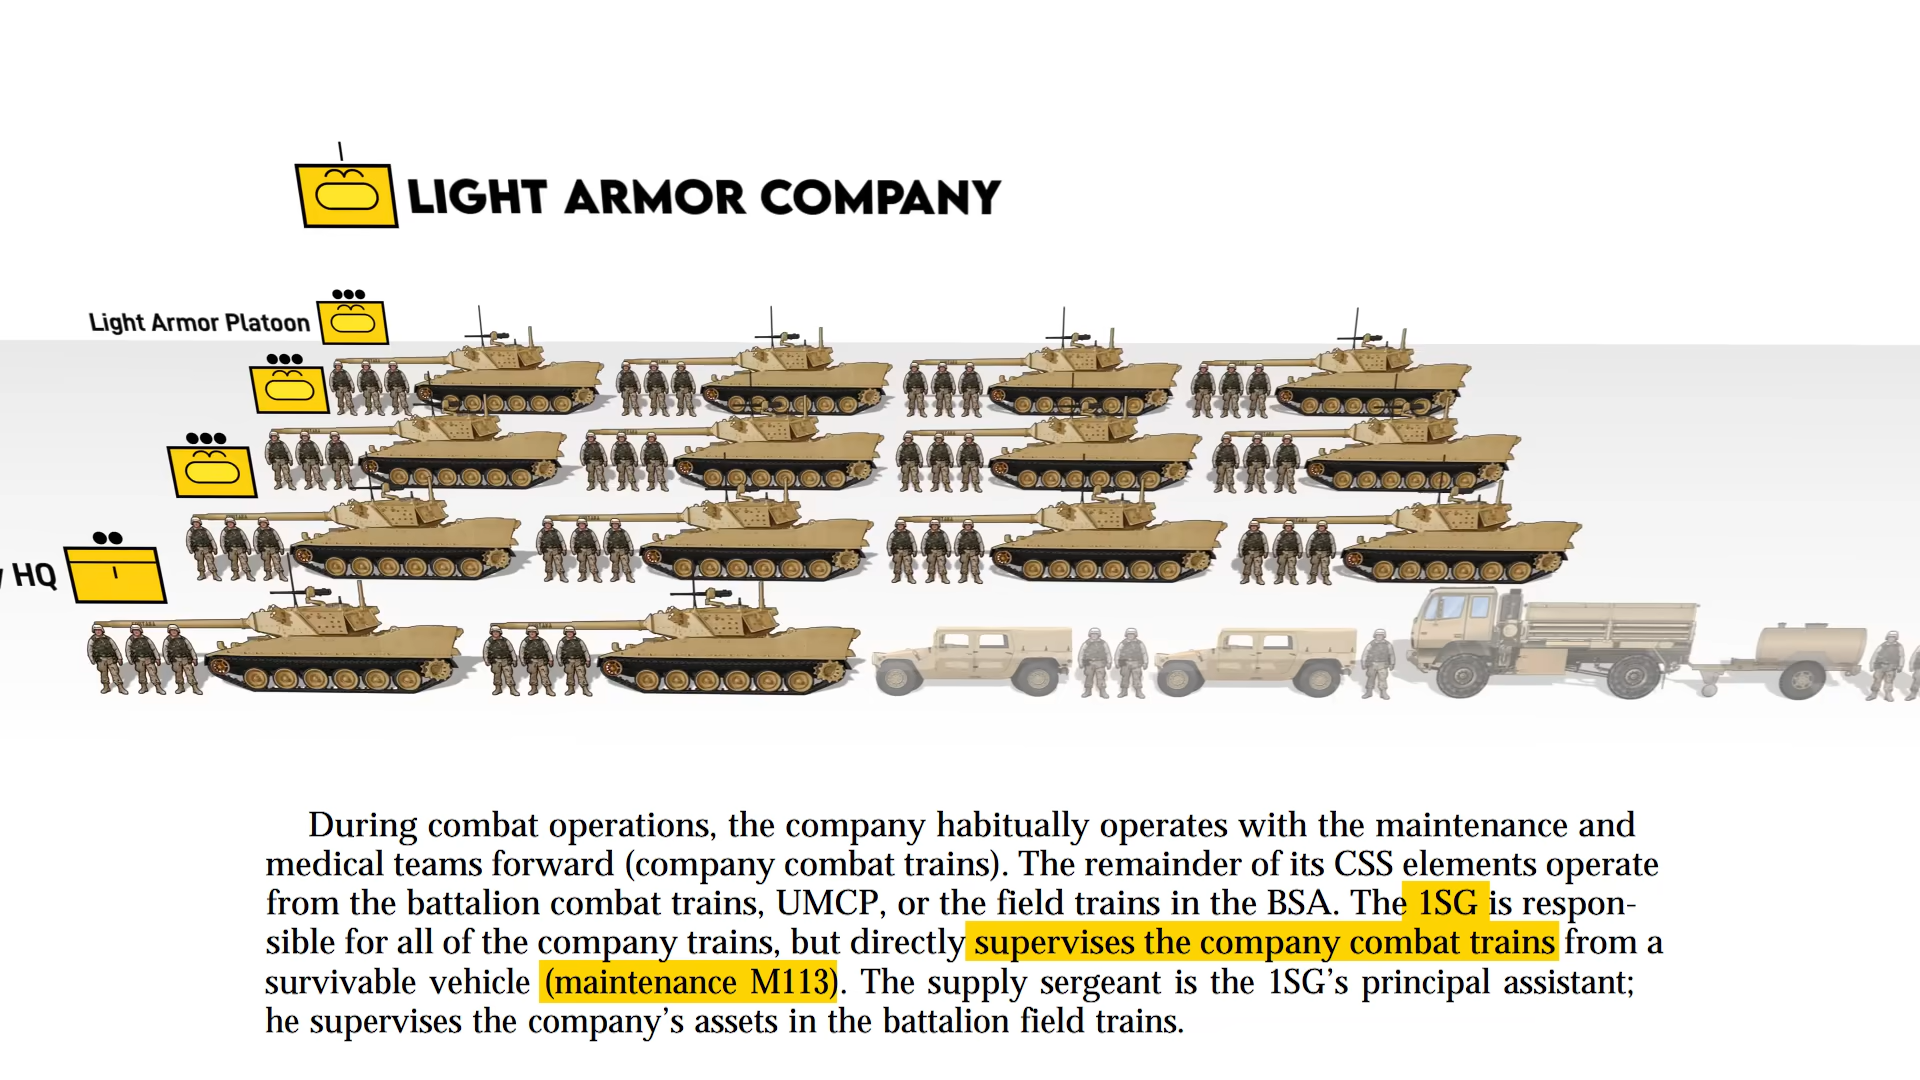 LIGHT ARMOR COMPANY
Light Armor Platoon
HQ
During combat operations, the company habitually operates with the maintenance and
medical teams forward (company combat trains). The remainder of its CSS elements operate
from the battalion combat trains, UMCP, or the field trains in the BSA. The 1SG is respon-
sible for all of the company trains, but directly supervises the company combat trains from a
survivable vehicle (maintenance M113). The supply sergeant is the 1SG’s principal assistant;
he supervises the company’s assets in the battalion field trains.